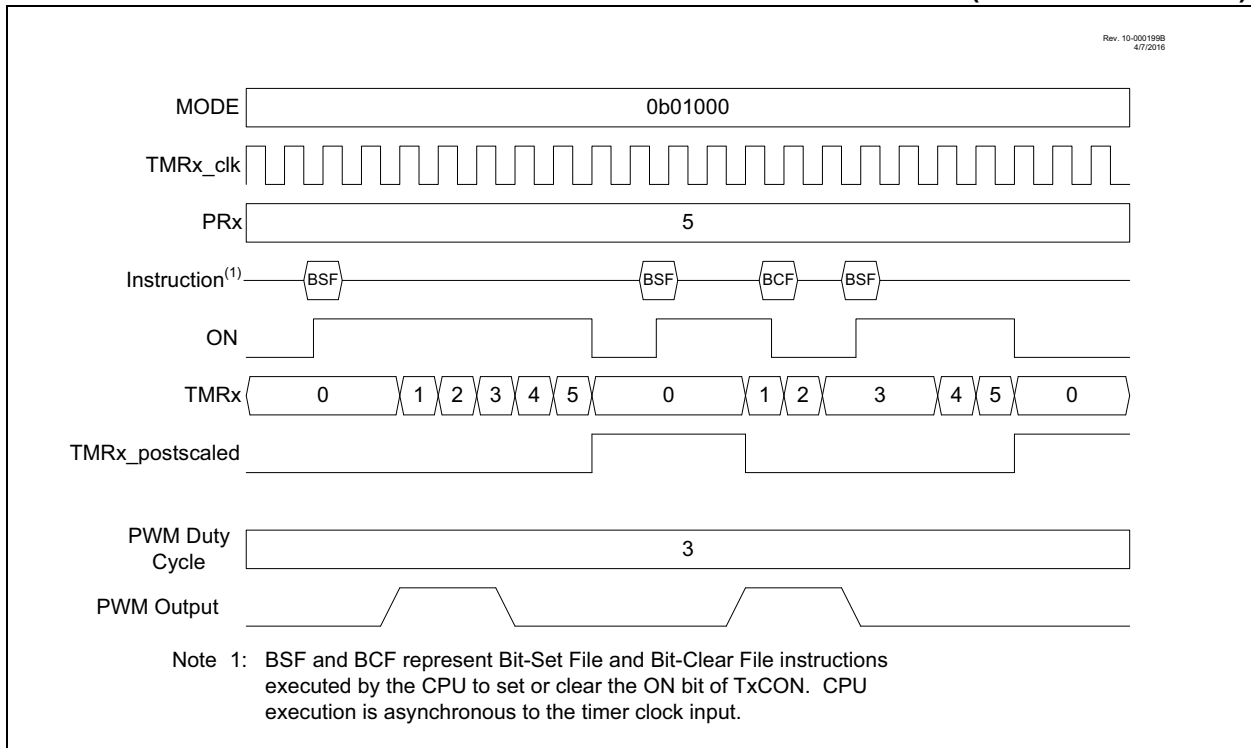 Rev. 10-000199B
4/7/2016
MODE 0b01000
TMRx_clk
PRx 5
Instruction(1) BSF BSF BCF BSF
ON
TMRx 0 1 2 3 4 5 0 1 2 3 4 5 0
TMRx_postscaled
PWM Duty
Cycle 3
PWM Output
Note 1: BSF and BCF represent Bit-Set File and Bit-Clear File instructions
executed by the CPU to set or clear the ON bit of TxCON. CPU
execution is asynchronous to the timer clock input.